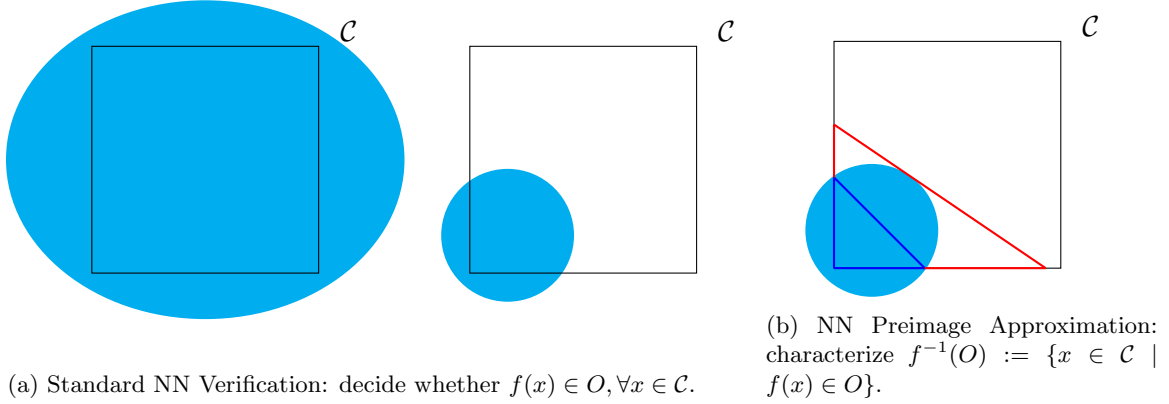 𝒞
𝒞
𝒞
(a) Standard NN Verification: decide whether f(x) ∈ O, ∀x ∈ 𝒞.
(b) NN Preimage Approximation:
characterize f⁻¹(O) := {x ∈ 𝒞 |
f(x) ∈ O}.